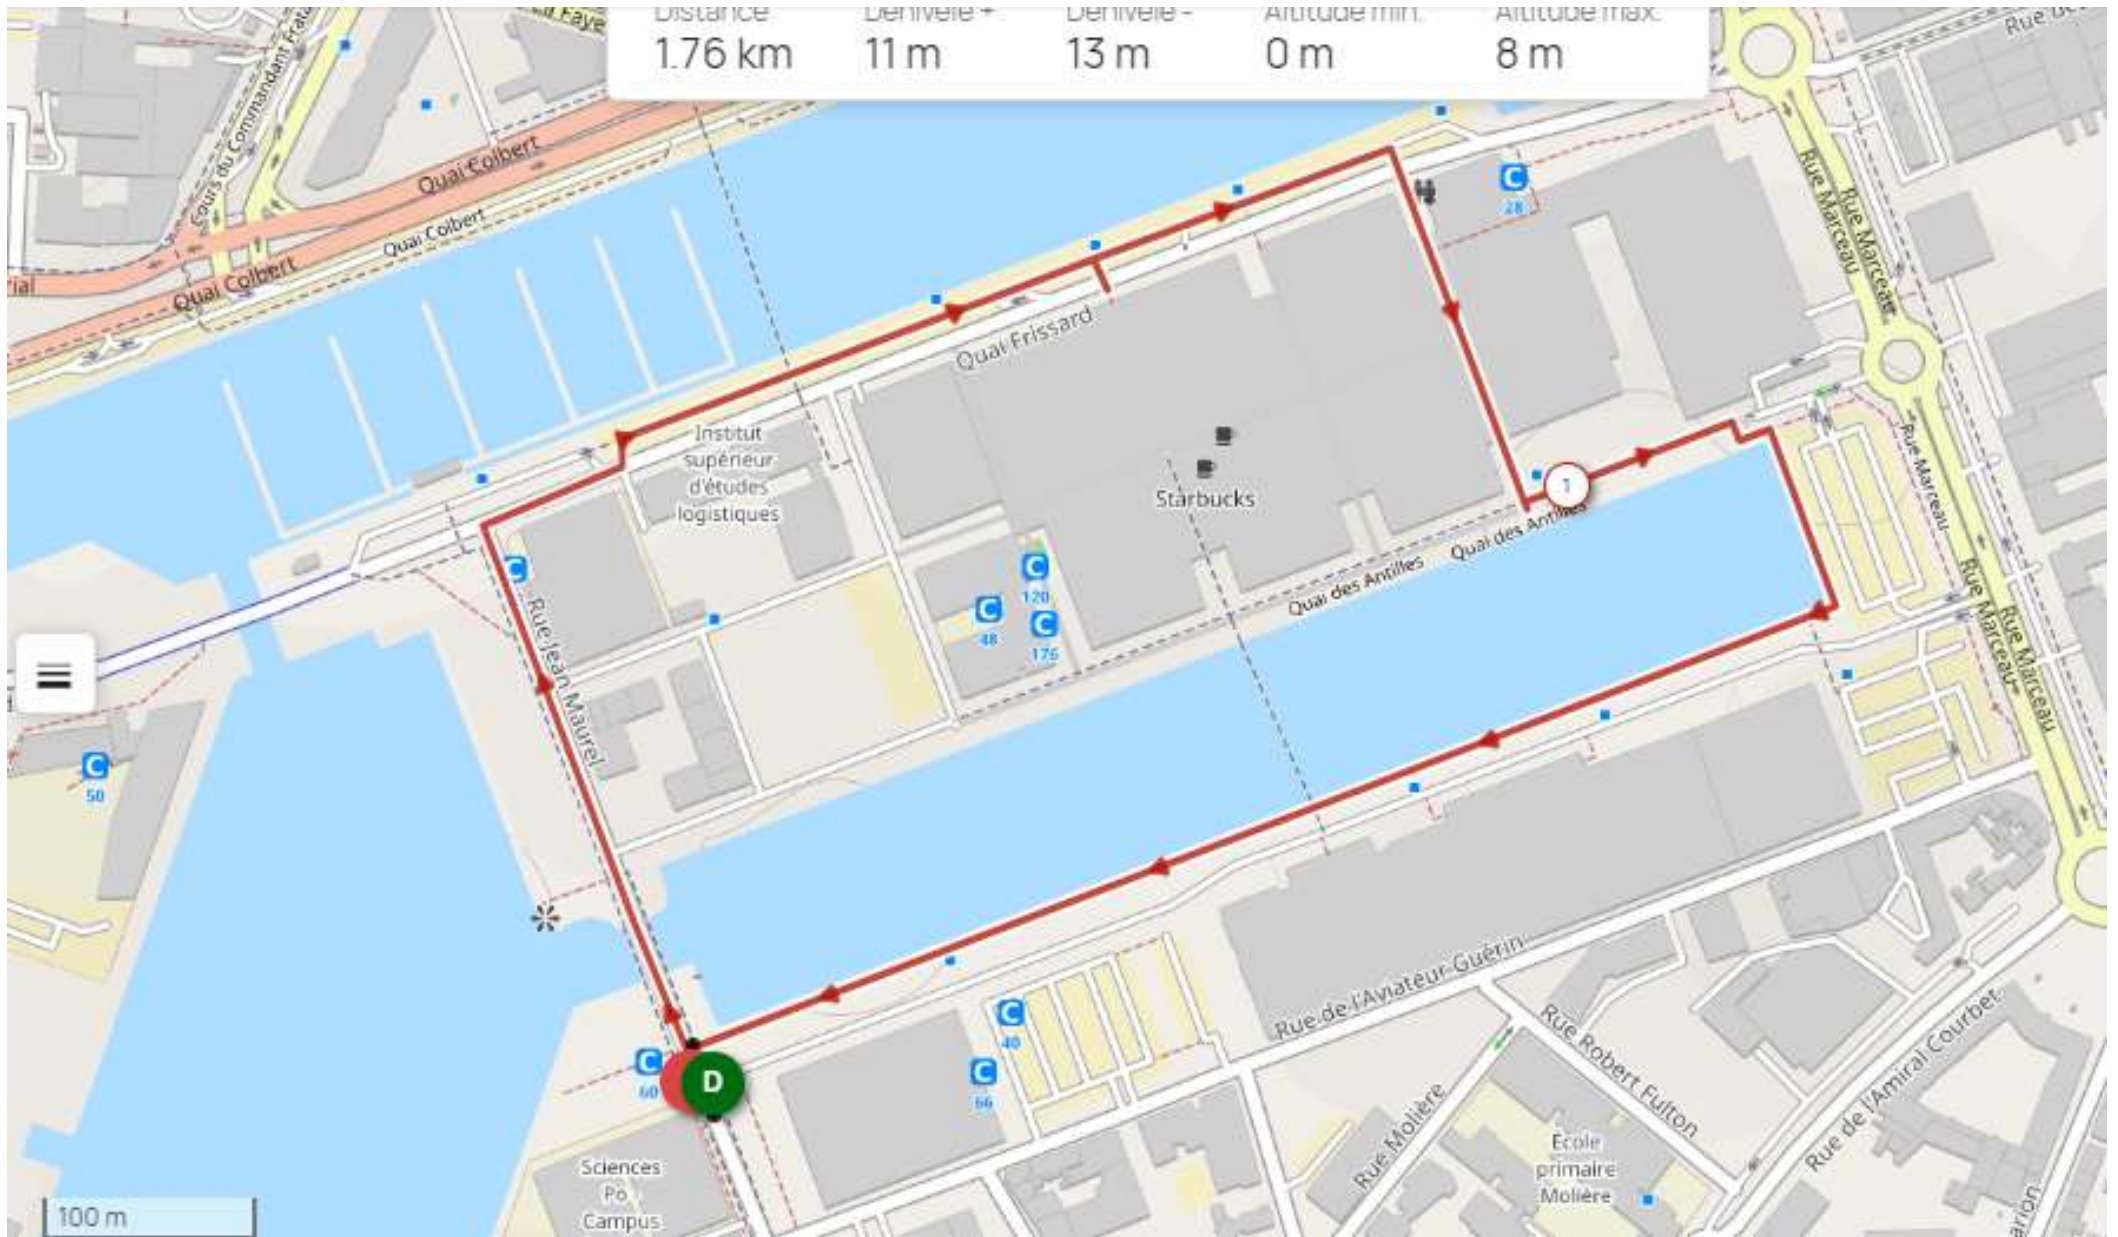 Distance
Dénivelé +
Dénivelé -
Altitude min.
Altitude max.
1.76 km
11 m
13 m
0 m
8 m
Cours du Commandant
Quai Colbert
Quai Colbert
Quai Colbert
ial
Rue Marceau
Rue Marceau
28
Quai Frissard
Institut
supérieur
d'études
logistiques
Starbucks
1
Quai des Antilles
Quai des Antilles
Rue Marceau
Rue Marceau
Rue Marceau
Rue Jean Maurel
120
48
176
50
Rue de l'Aviateur Guérin
40
66
60
D
Rue Robert Fulton
Rue de l'Amiral Courbet
Rue Molière
École
primaire
Molière
Sciences
Po
Campus
100 m
arion